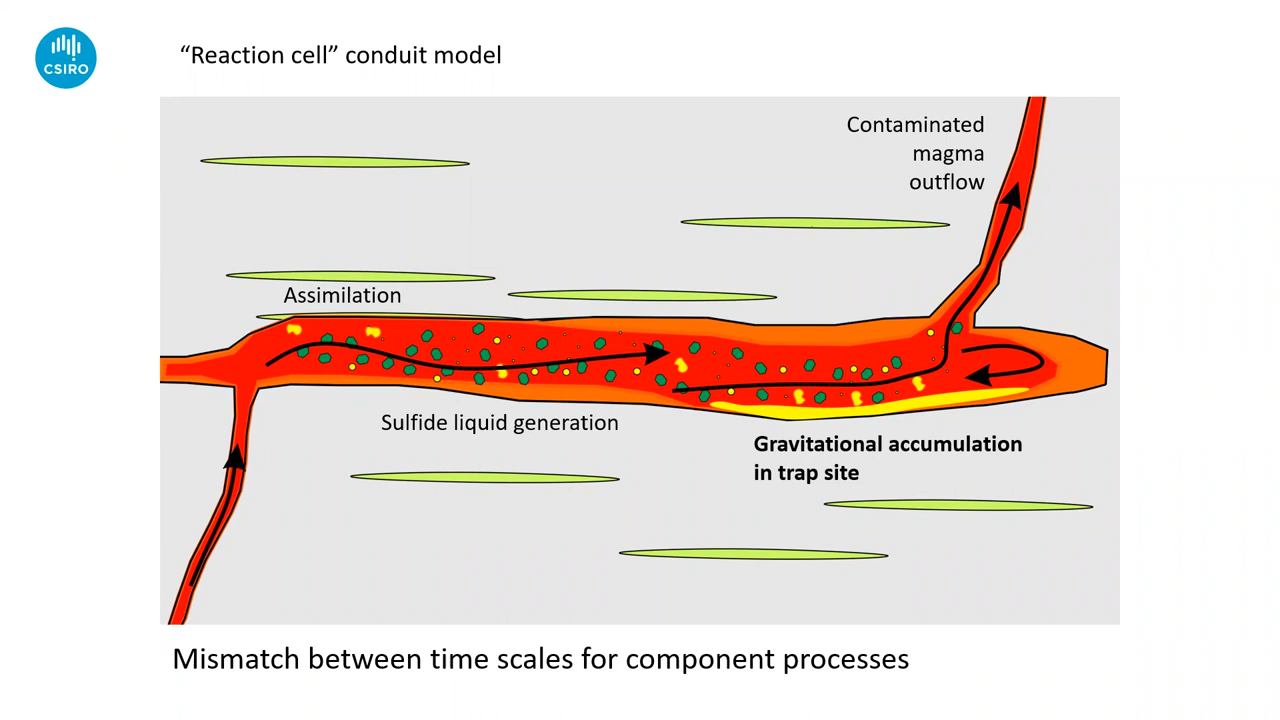 CSIRO
“Reaction cell” conduit model
Contaminated
magma
outflow
Assimilation
Sulfide liquid generation
Gravitational accumulation
in trap site
Mismatch between time scales for component processes